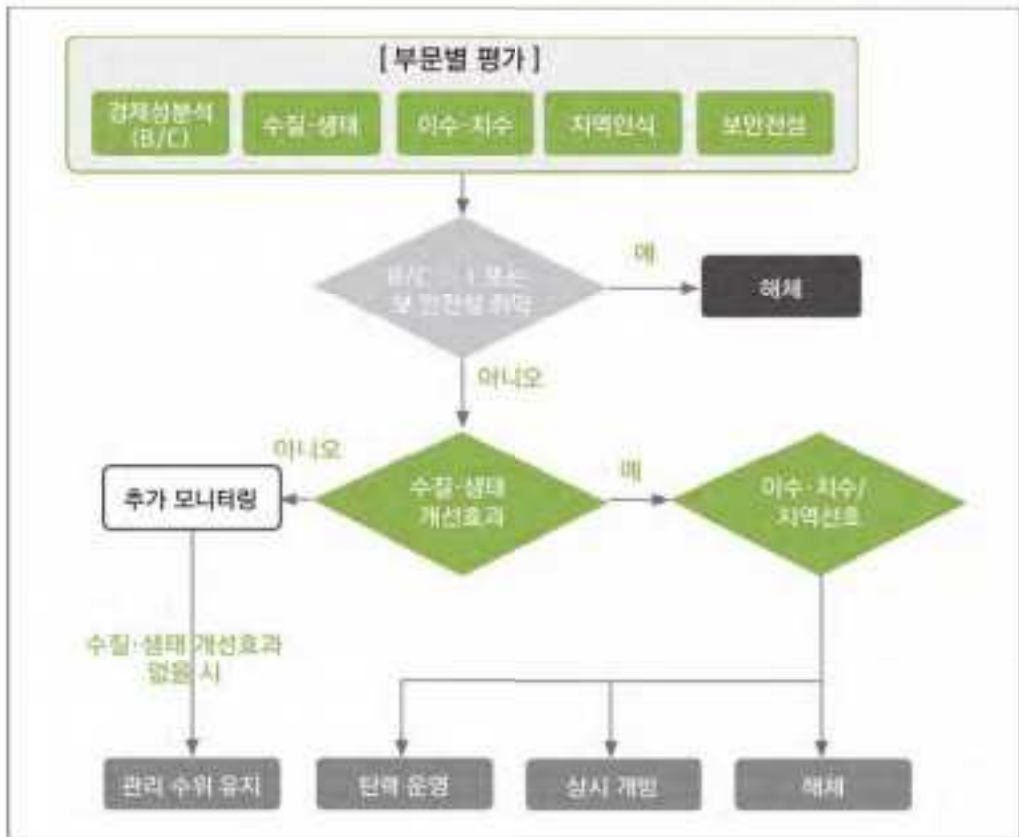 [ 부문별 평가 ]
경제성분석
(B/C)
수질·생태
이수·치수
지역인식
보안전성
예
B/C > 1 또는
보 안전성 취약
해체
아니오
아니오
예
추가 모니터링
수질·생태
개선효과
이수·치수/
지역선호
수질·생태 개선효과
없을 시
관리 수위 유지
탄력 운영
상시 개방
해체